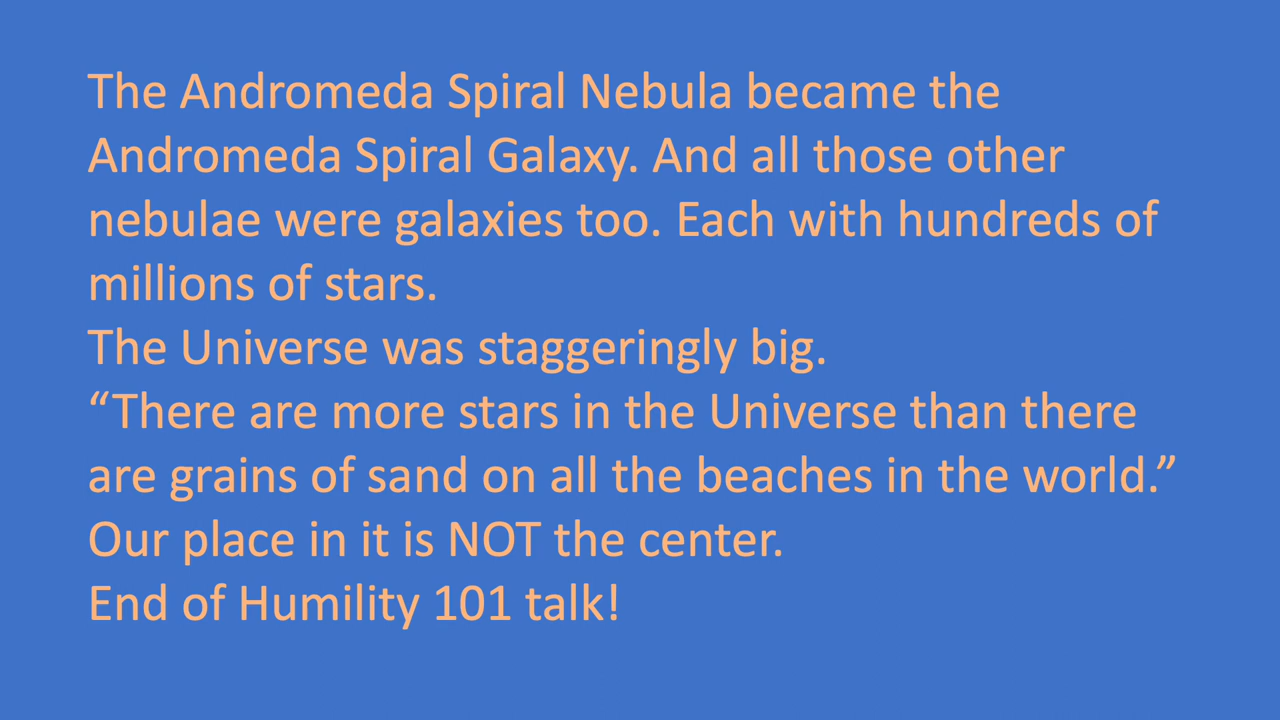 The Andromeda Spiral Nebula became the
Andromeda Spiral Galaxy. And all those other
nebulae were galaxies too. Each with hundreds of
millions of stars.
The Universe was staggeringly big.
“There are more stars in the Universe than there
are grains of sand on all the beaches in the world.”
Our place in it is NOT the center.
End of Humility 101 talk!